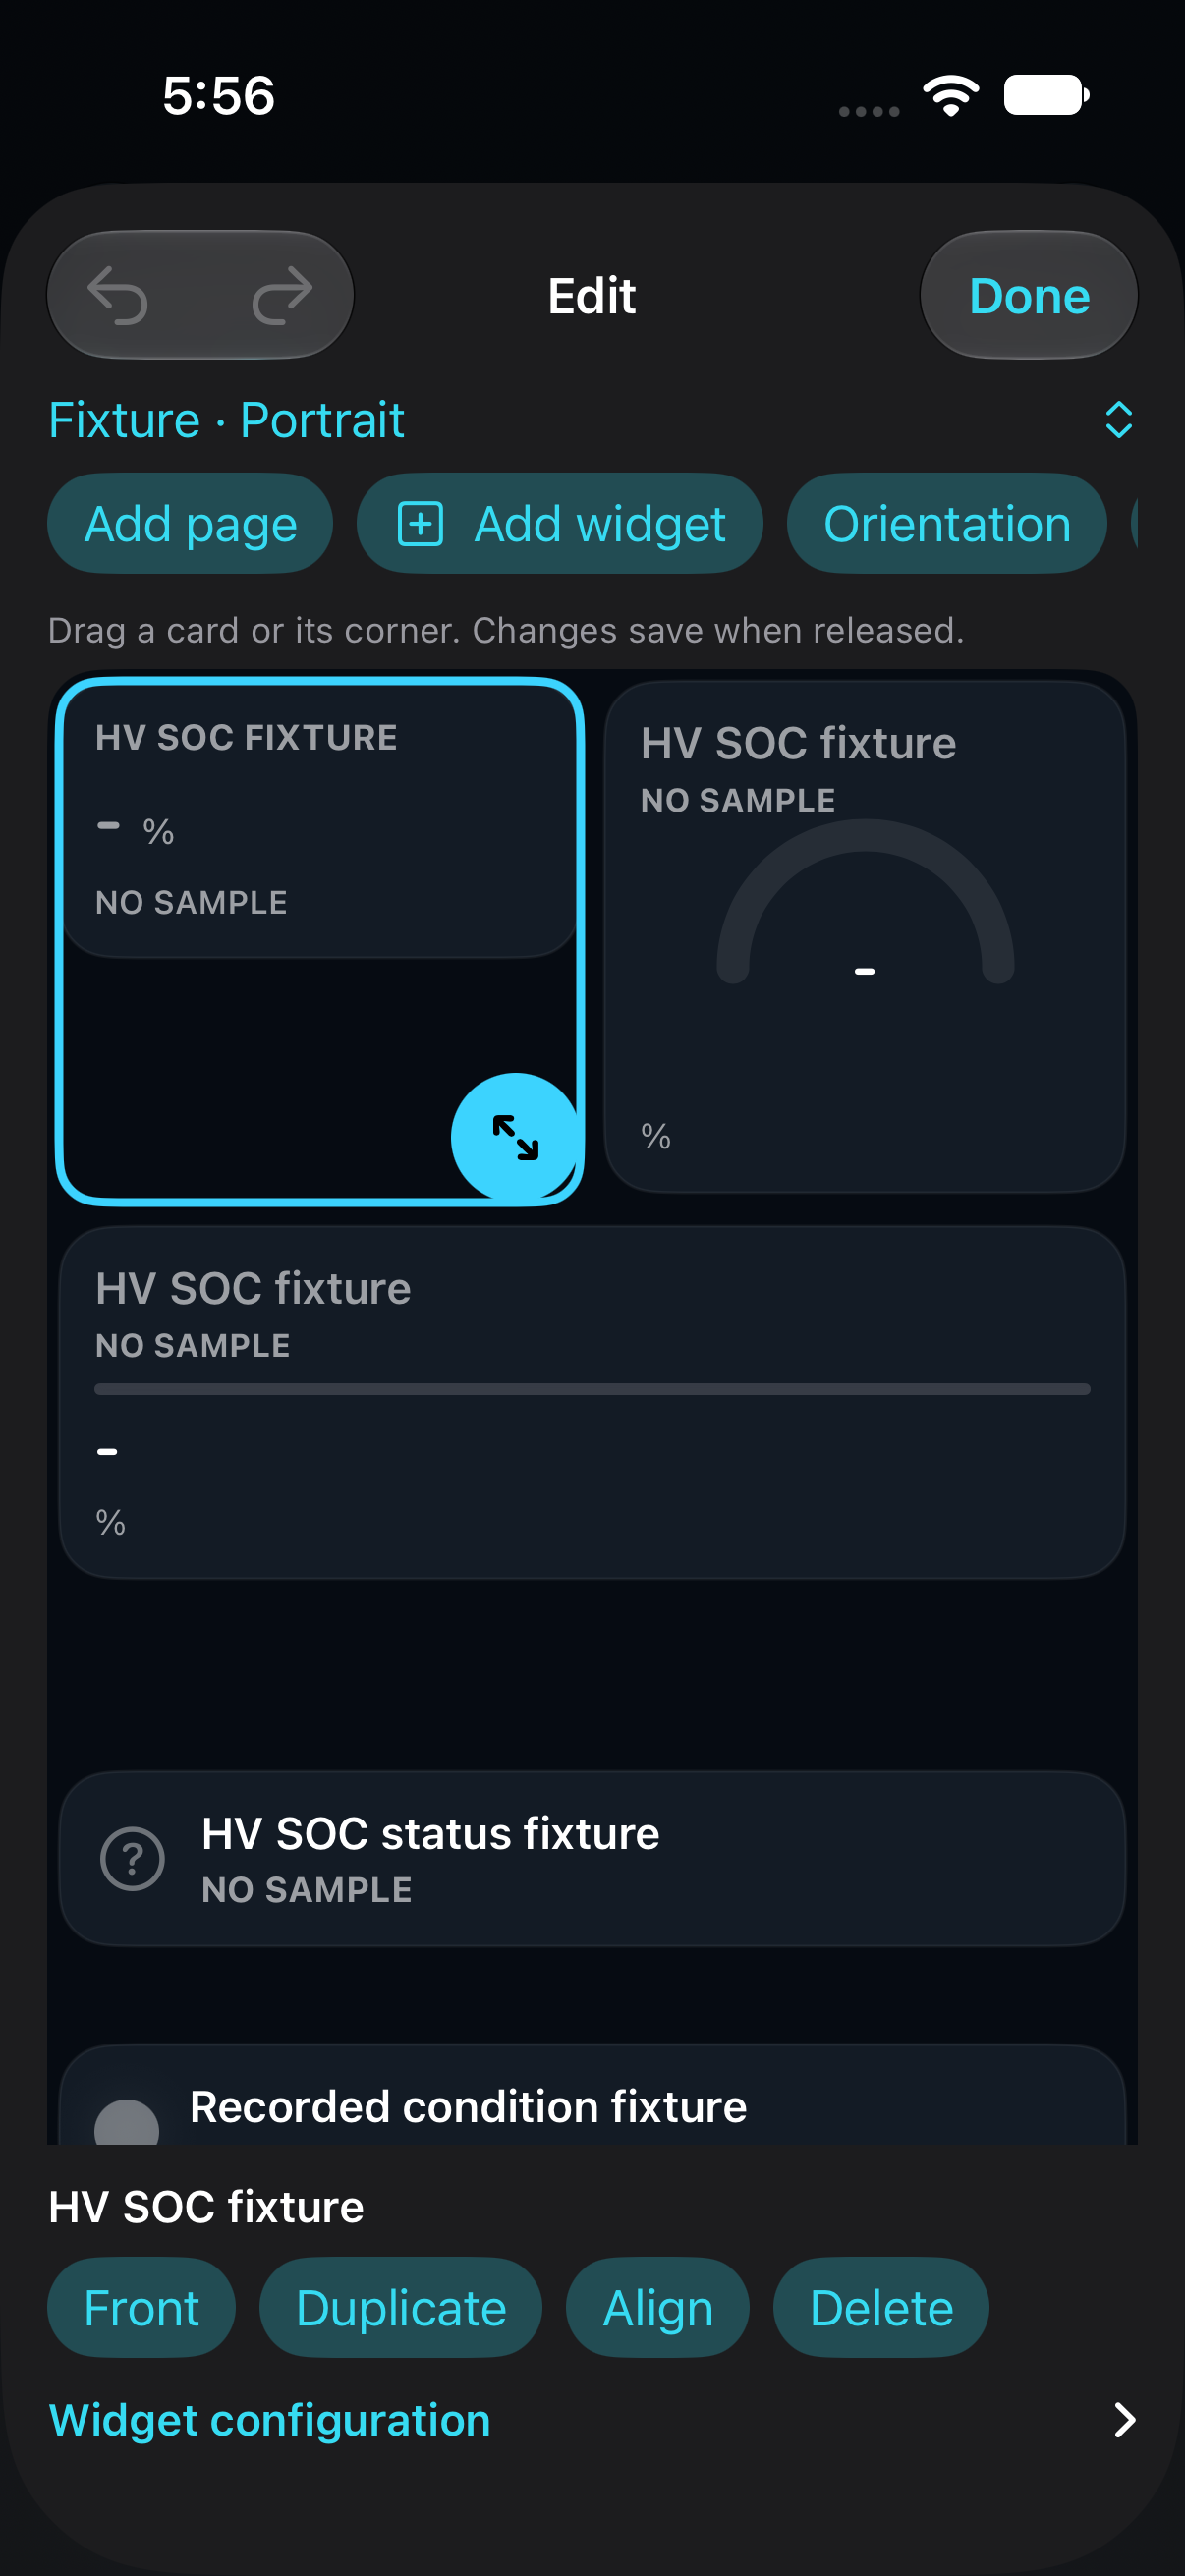 5:56
Edit
Done
Fixture · Portrait
Add page
Add widget
Orientation
Drag a card or its corner. Changes save when released.
HV SOC FIXTURE
- %
NO SAMPLE
HV SOC fixture
NO SAMPLE
-
%
HV SOC fixture
NO SAMPLE
-
%
HV SOC status fixture
NO SAMPLE
Recorded condition fixture
HV SOC fixture
Front
Duplicate
Align
Delete
Widget configuration